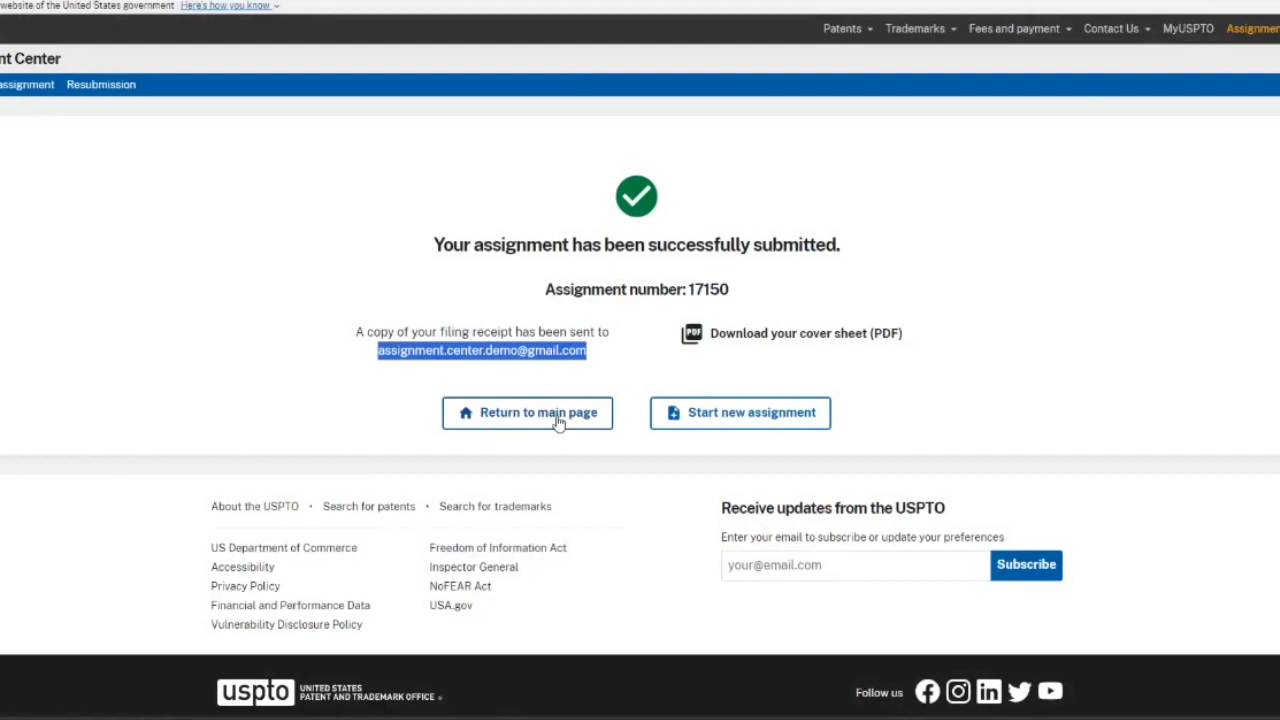 website of the United States government Here's how you know
Patents Trademarks Fees and payment Contact Us MyUSPTO Assignmen
nt Center
assignment Resubmission
Your assignment has been successfully submitted.
Assignment number: 17150
A copy of your filing receipt has been sent to
assignment.center.demo@gmail.com
PDF Download your cover sheet (PDF)
Return to main page Start new assignment
About the USPTO • Search for patents • Search for trademarks
US Department of Commerce
Accessibility
Privacy Policy
Financial and Performance Data
Vulnerability Disclosure Policy
Freedom of Information Act
Inspector General
NoFEAR Act
USA.gov
Receive updates from the USPTO
Enter your email to subscribe or update your preferences
your@email.com Subscribe
uspto UNITED STATES
PATENT AND TRADEMARK OFFICE
Follow us